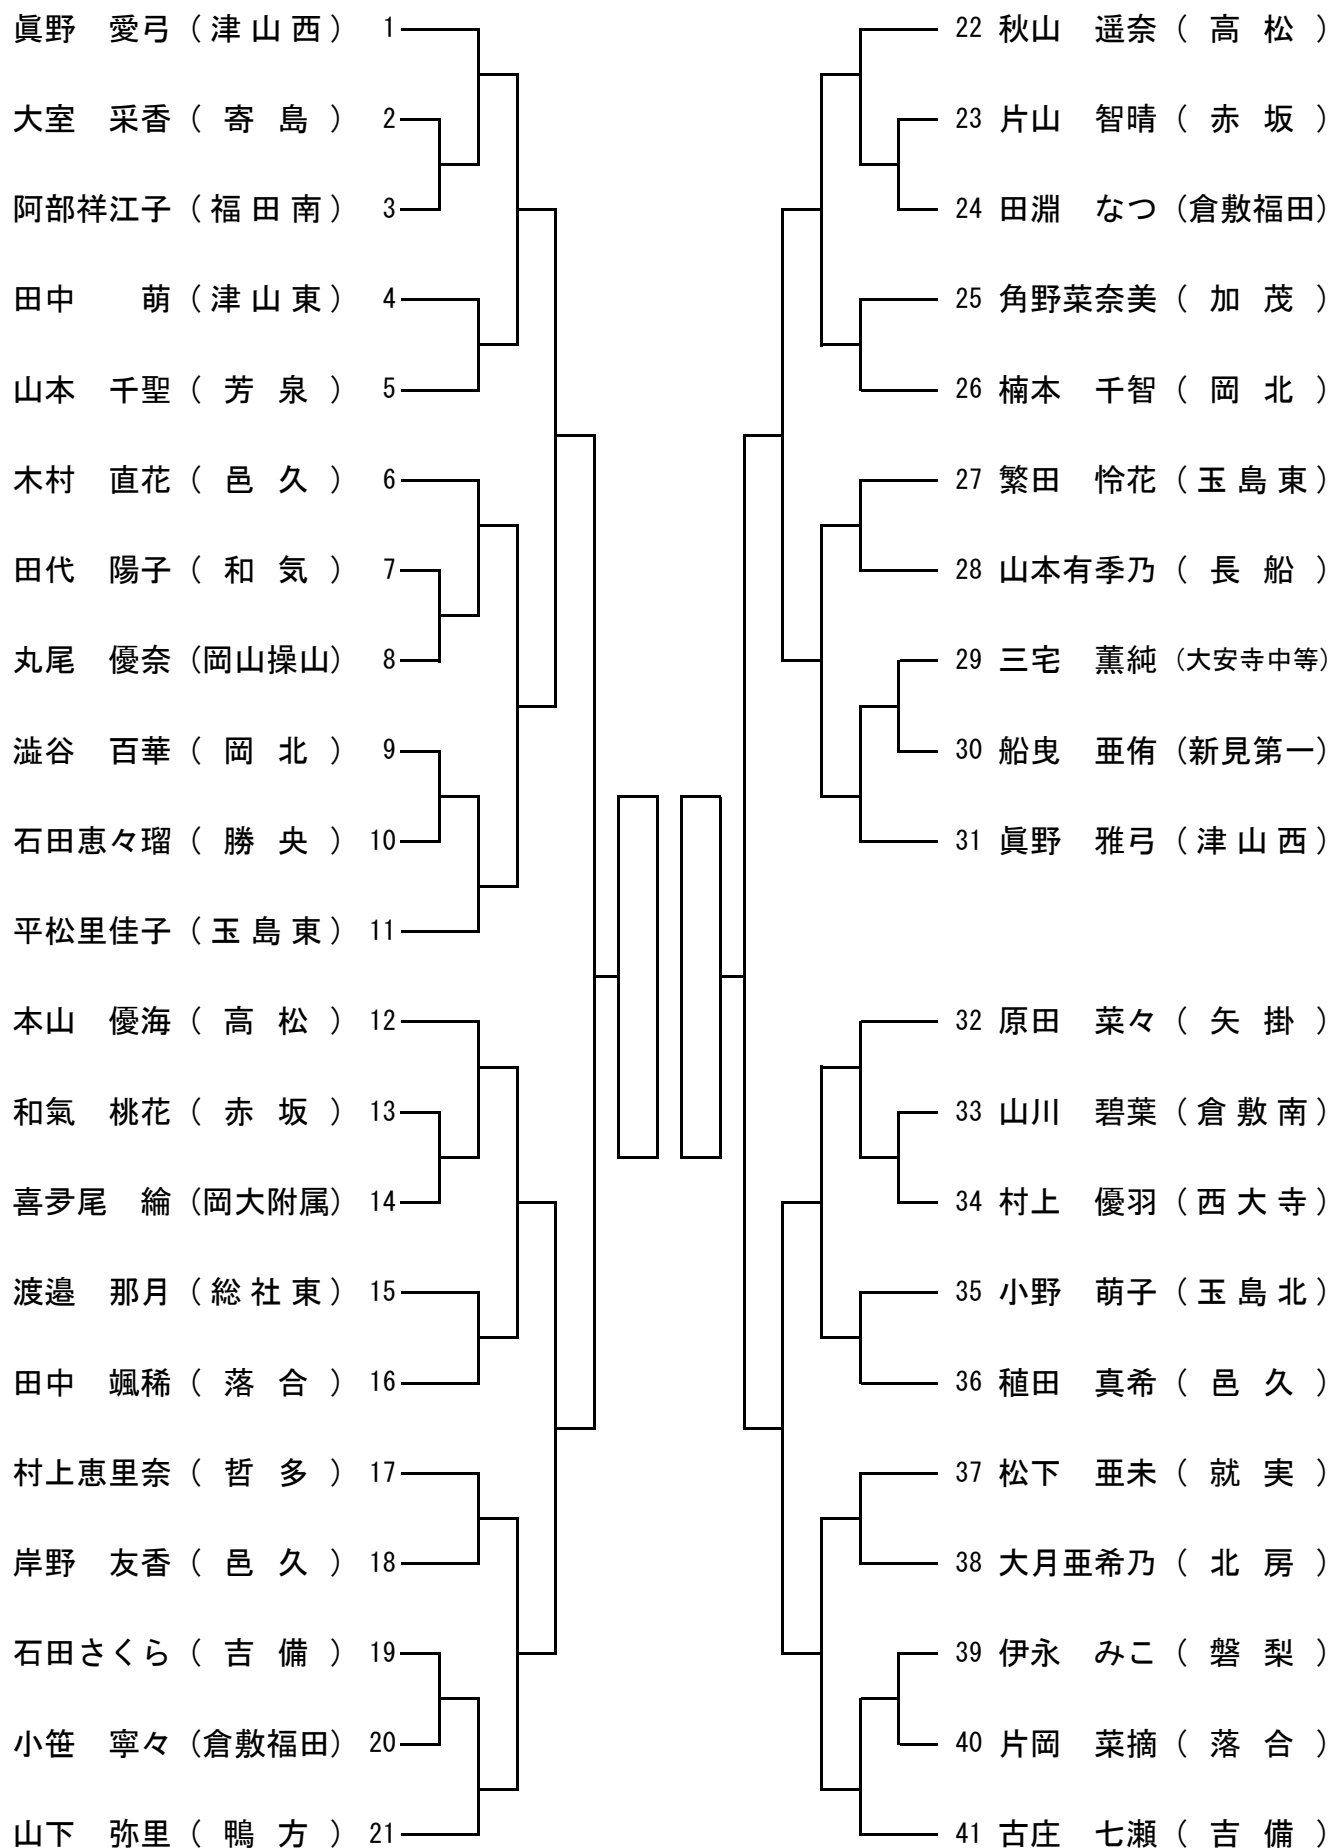 眞野　愛弓（津山西） 1
大室　采香（寄島） 2
阿部祥江子（福田南） 3
田中　萌（津山東） 4
山本　千聖（芳泉） 5
木村　直花（邑久） 6
田代　陽子（和気） 7
丸尾　優奈（岡山操山） 8
澁谷　百華（岡北） 9
石田恵々瑠（勝央） 10
平松里佳子（玉島東） 11
本山　優海（高松） 12
和氣　桃花（赤坂） 13
喜多尾　綸（岡大附属） 14
渡邉　那月（総社東） 15
田中　颯稀（落合） 16
村上恵里奈（哲多） 17
岸野　友香（邑久） 18
石田さくら（吉備） 19
小笹　寧々（倉敷福田） 20
山下　弥里（鴨方） 21
22 秋山　遥奈（高松）
23 片山　智晴（赤坂）
24 田淵　なつ（倉敷福田）
25 角野菜奈美（加茂）
26 楠本　千智（岡北）
27 繁田　怜花（玉島東）
28 山本有季乃（長船）
29 三宅　薫純（大安寺中等）
30 船曳　亜侑（新見第一）
31 眞野　雅弓（津山西）
32 原田　菜々（矢掛）
33 山川　碧葉（倉敷南）
34 村上　優羽（西大寺）
35 小野　萌子（玉島北）
36 稙田　真希（邑久）
37 松下　亜未（就実）
38 大月亜希乃（北房）
39 伊永　みこ（磐梨）
40 片岡　菜摘（落合）
41 古庄　七瀬（吉備）